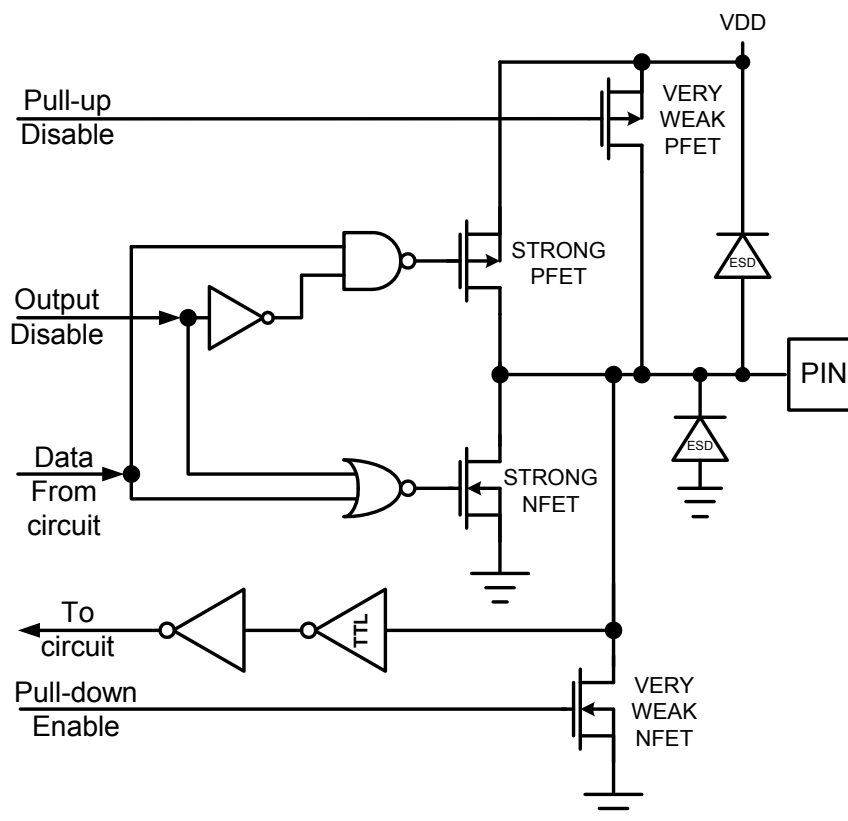 VDD
Pull-up
Disable
VERY
WEAK
PFET
STRONG
PFET
ESD
Output
Disable
PIN
ESD
Data
From
circuit
STRONG
NFET
To
circuit
TTL
Pull-down
Enable
VERY
WEAK
NFET